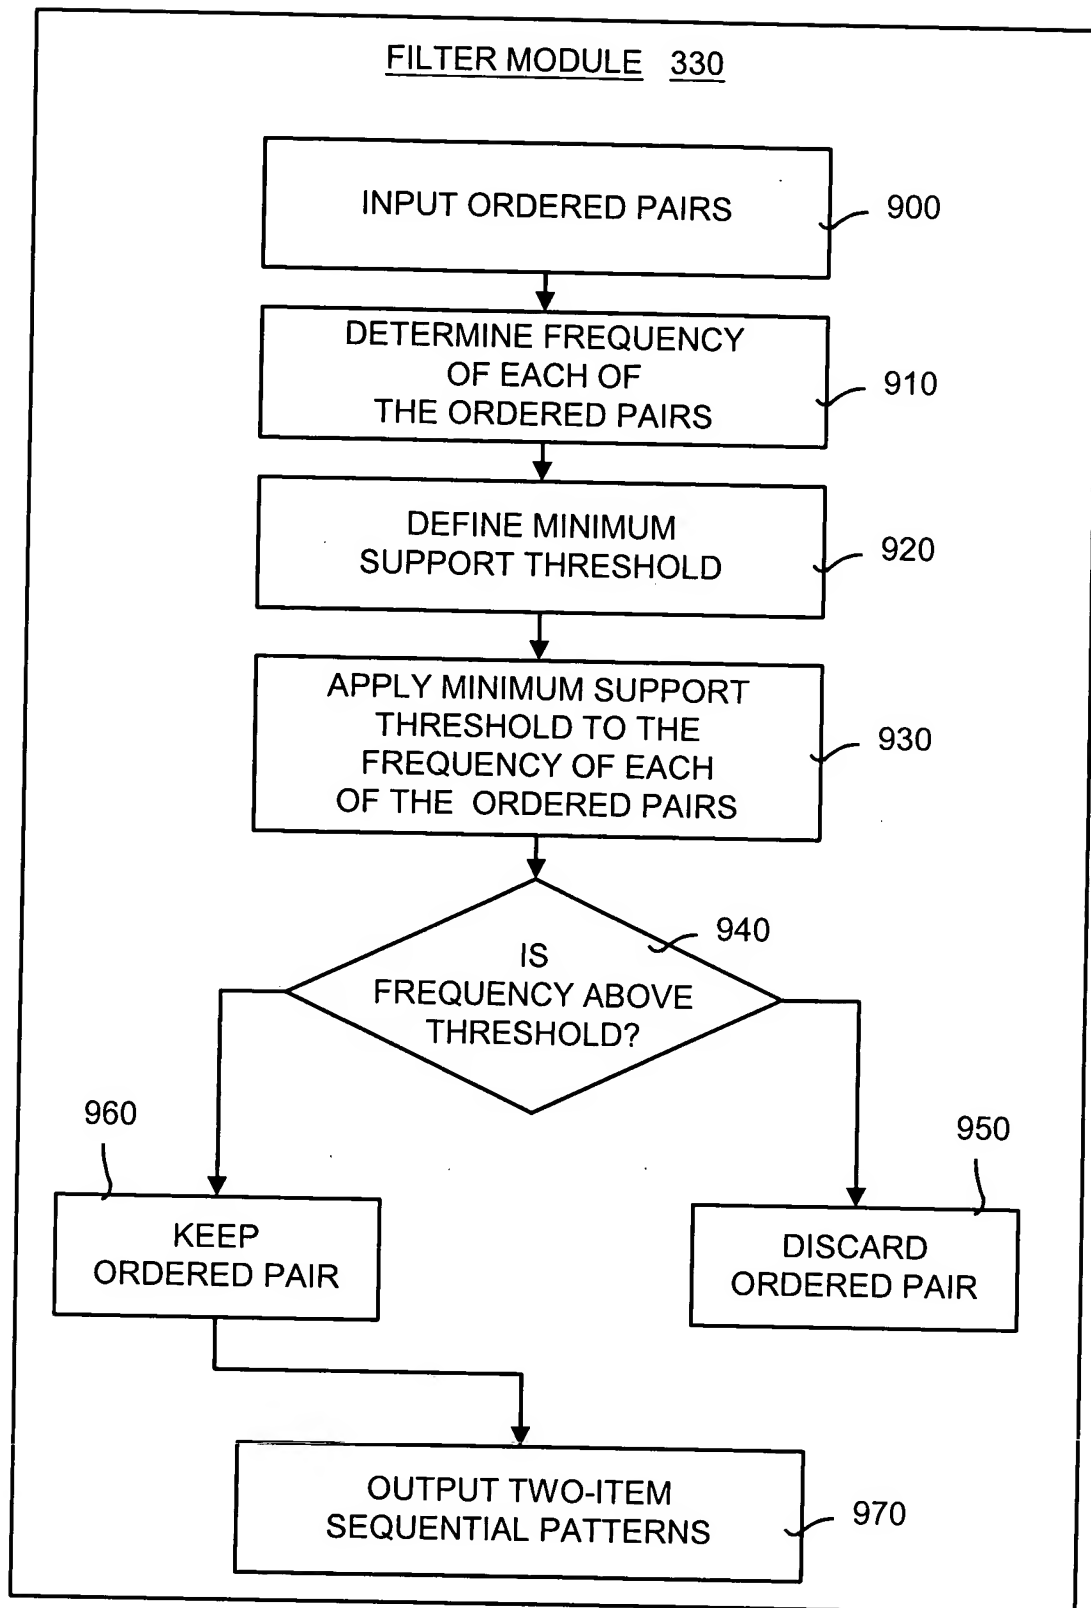 FILTER MODULE 330
INPUT ORDERED PAIRS
900
DETERMINE FREQUENCY
OF EACH OF
THE ORDERED PAIRS
910
DEFINE MINIMUM
SUPPORT THRESHOLD
920
APPLY MINIMUM SUPPORT
THRESHOLD TO THE
FREQUENCY OF EACH
OF THE ORDERED PAIRS
930
940
IS
FREQUENCY ABOVE
THRESHOLD?
960
950
KEEP
ORDERED PAIR
DISCARD
ORDERED PAIR
OUTPUT TWO-ITEM
SEQUENTIAL PATTERNS
970